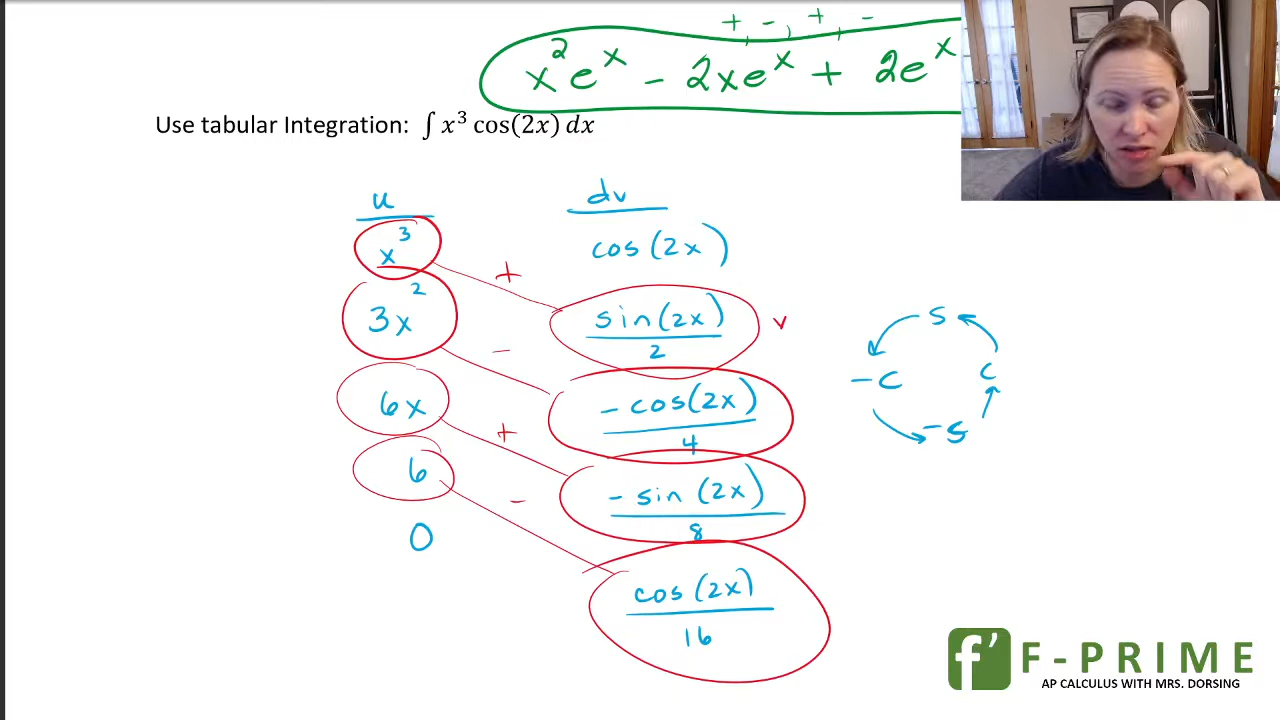 +, -, +, -
x²eˣ - 2xeˣ + 2eˣ
Use tabular Integration: ∫ x³ cos(2x) dx
u dv
x³ + cos(2x)
3x² - sin(2x)/2 v
6x + -cos(2x)/4
6 - -sin(2x)/8
0 cos(2x)/16
S
-C C
-S
f' F-PRIME
AP CALCULUS WITH MRS. DORSING